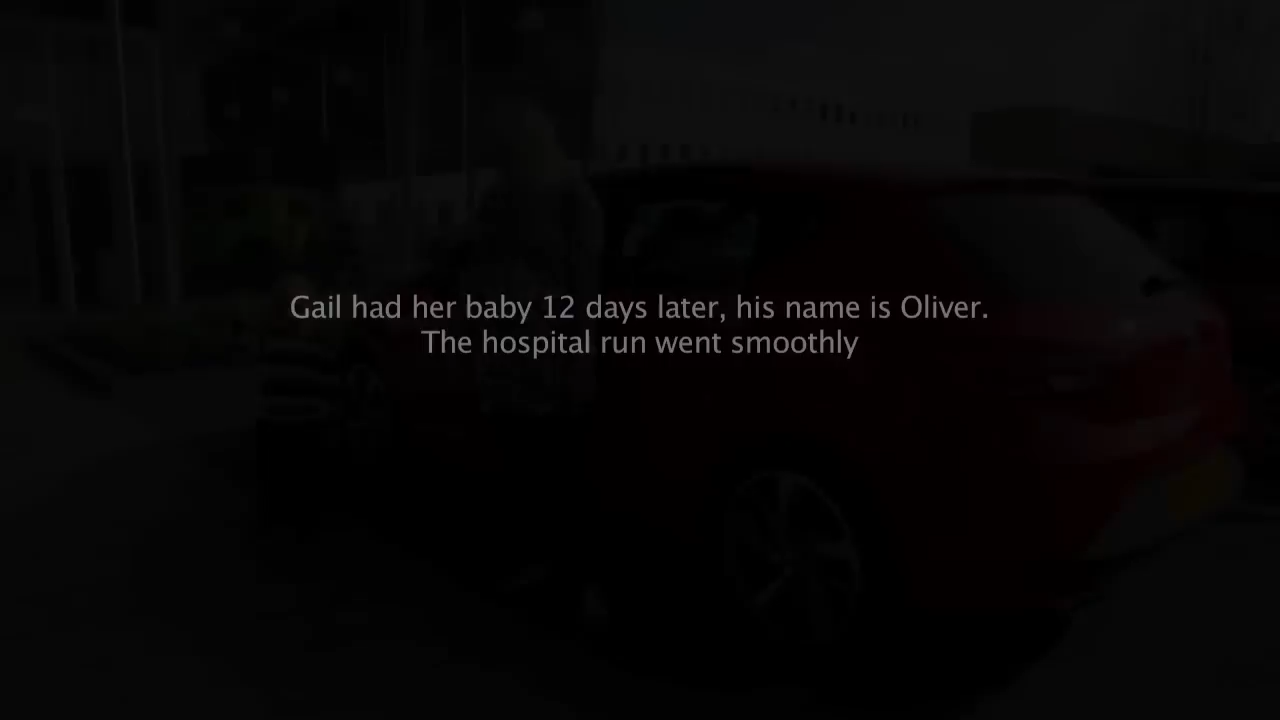 Gail had her baby 12 days later, his name is Oliver.
The hospital run went smoothly